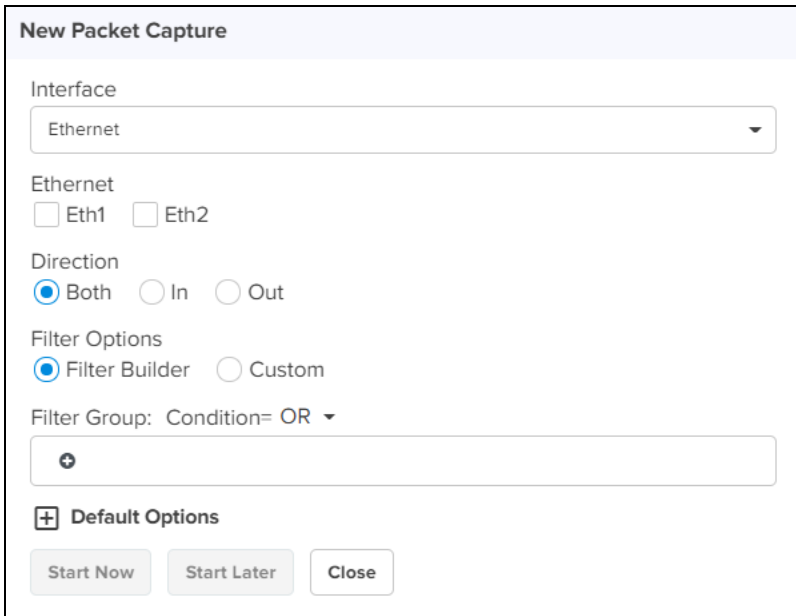 New Packet Capture
Interface
Ethernet
Ethernet
Eth1 Eth2
Direction
Both In Out
Filter Options
Filter Builder Custom
Filter Group: Condition= OR
Default Options
Start Now Start Later Close